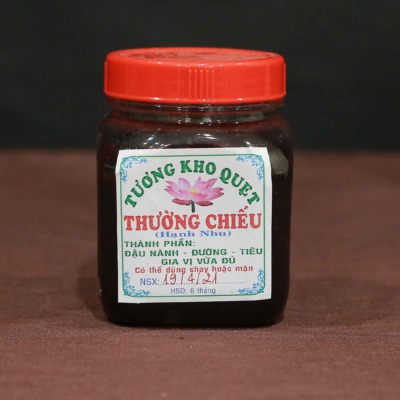 TƯƠNG KHO QUẸT
THƯỜNG CHIẾU
(Hạnh Nhu)
THÀNH PHẦN:
ĐẬU NÀNH - ĐƯỜNG - TIÊU
GIA VỊ VỪA ĐỦ
Có thể dùng chay hoặc mặn
NSX: 19/4/21
HSD: 6 tháng